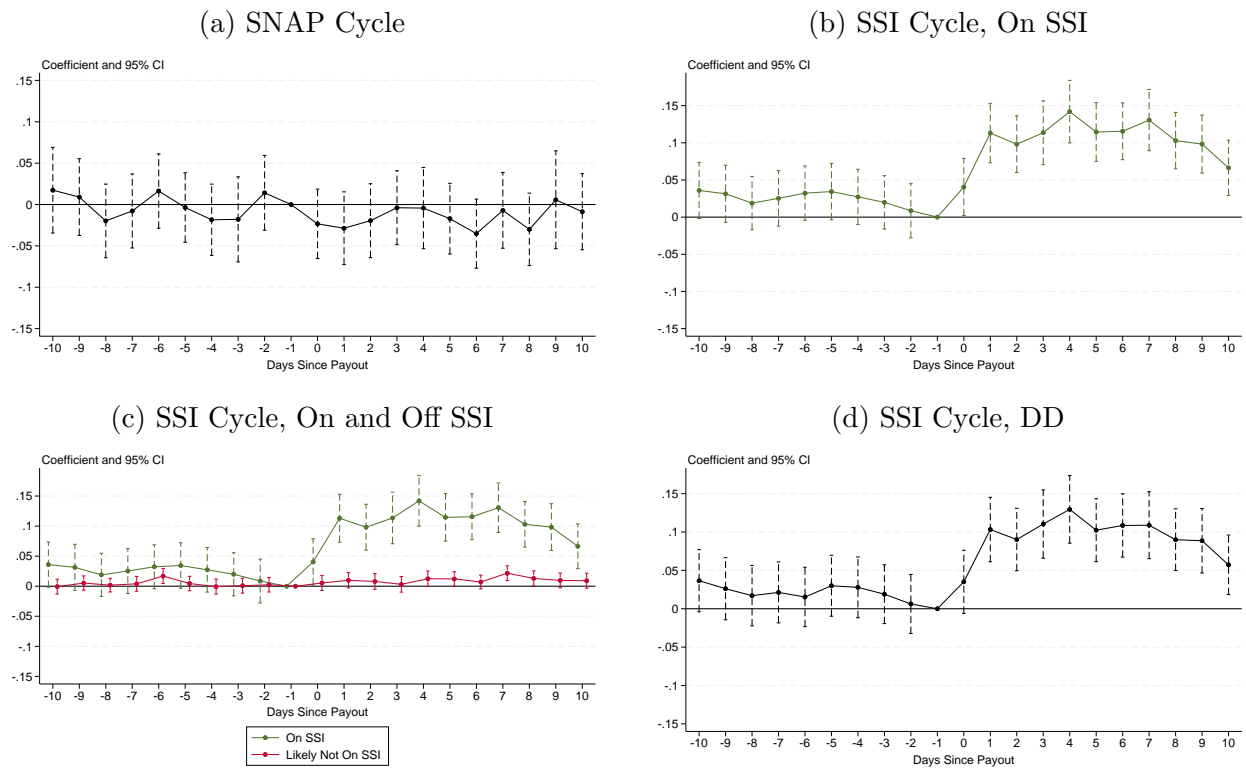 (a) SNAP Cycle
Coefficient and 95% CI
.15
.1
.05
0
-.05
-.1
-.15
-10 -9 -8 -7 -6 -5 -4 -3 -2 -1 0 1 2 3 4 5 6 7 8 9 10
Days Since Payout
(b) SSI Cycle, On SSI
Coefficient and 95% CI
.15
.1
.05
0
-.05
-.1
-.15
-10 -9 -8 -7 -6 -5 -4 -3 -2 -1 0 1 2 3 4 5 6 7 8 9 10
Days Since Payout
(c) SSI Cycle, On and Off SSI
Coefficient and 95% CI
.15
.1
.05
0
-.05
-.1
-.15
-10 -9 -8 -7 -6 -5 -4 -3 -2 -1 0 1 2 3 4 5 6 7 8 9 10
Days Since Payout
On SSI
Likely Not On SSI
(d) SSI Cycle, DD
Coefficient and 95% CI
.15
.1
.05
0
-.05
-.1
-.15
-10 -9 -8 -7 -6 -5 -4 -3 -2 -1 0 1 2 3 4 5 6 7 8 9 10
Days Since Payout